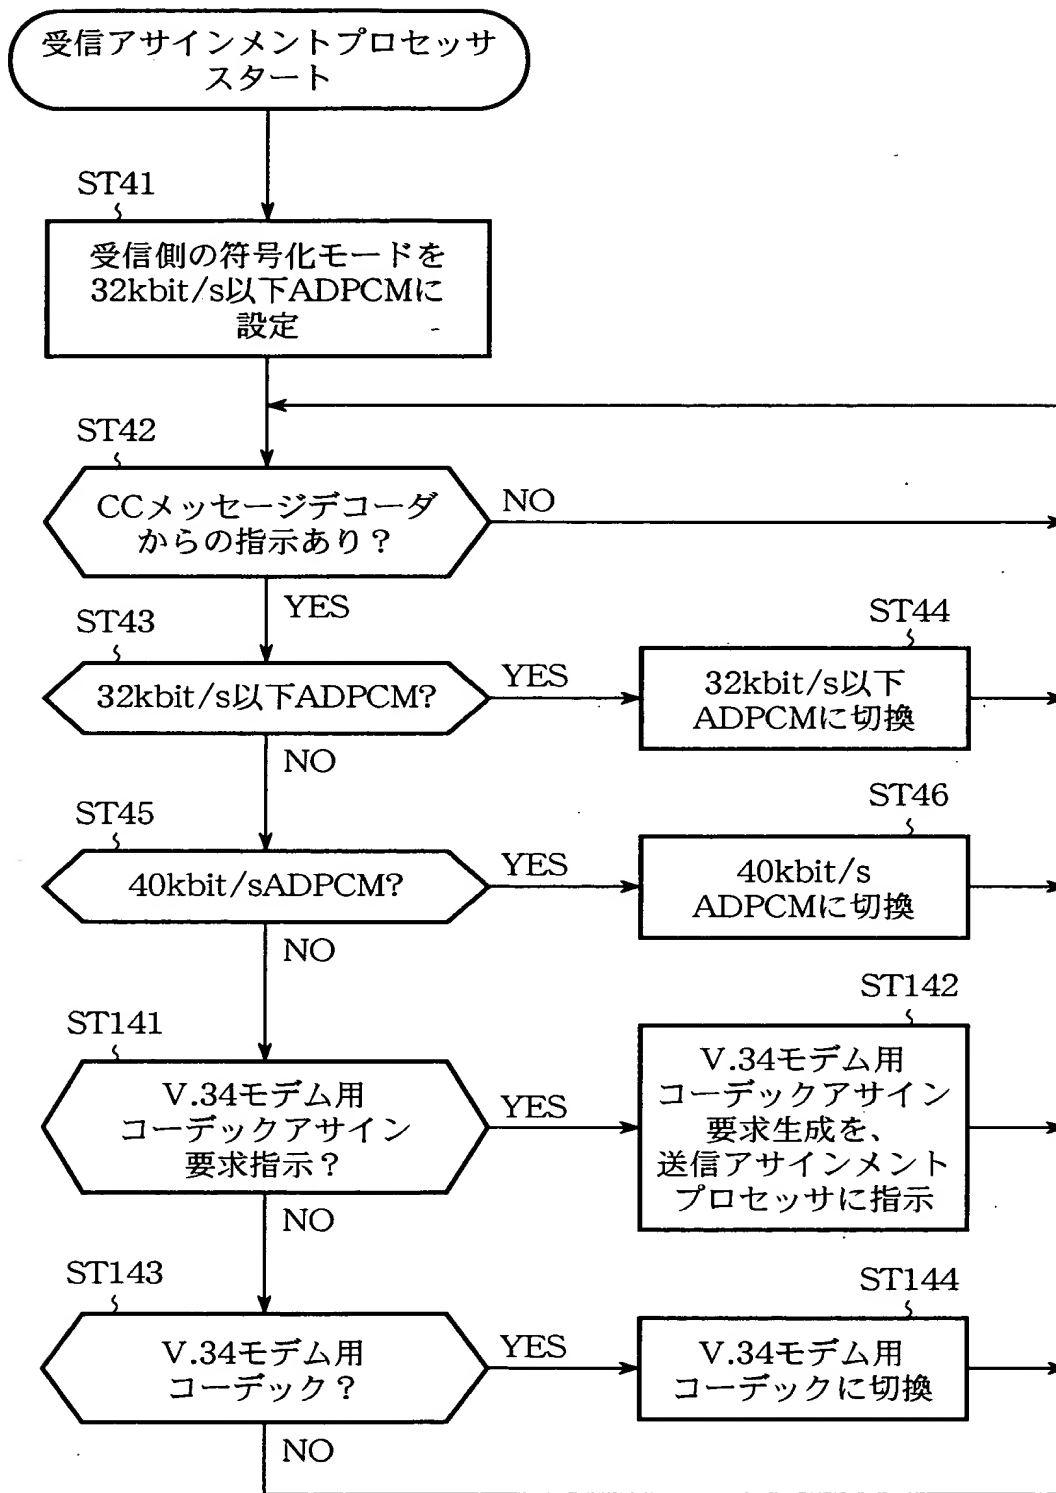 受信アサインメントプロセッサ
スタート
ST41
受信側の符号化モードを
32kbit/s以下ADPCMに
設定
ST42
CCメッセージデコーダ
からの指示あり？
NO
YES
ST43
32kbit/s以下ADPCM?
YES
ST44
32kbit/s以下
ADPCMに切換
NO
ST45
40kbit/sADPCM?
YES
ST46
40kbit/s
ADPCMに切換
NO
ST141
V.34モデム用
コーデックアサイン
要求指示？
YES
ST142
V.34モデム用
コーデックアサイン
要求生成を、
送信アサインメント
プロセッサに指示
NO
ST143
V.34モデム用
コーデック？
YES
ST144
V.34モデム用
コーデックに切換
NO